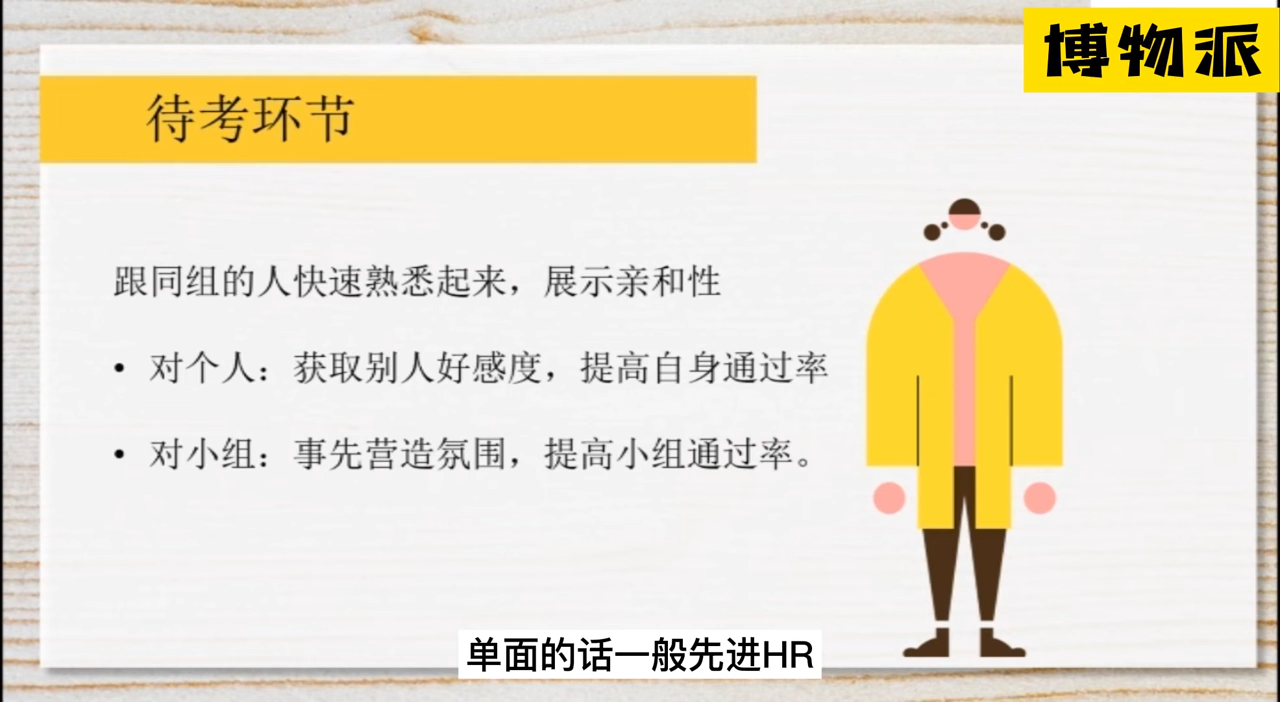 博物派
待考环节
跟同组的人快速熟悉起来，展示亲和性
• 对个人：获取别人好感度，提高自身通过率
• 对小组：事先营造氛围，提高小组通过率。
单面的话一般先进HR